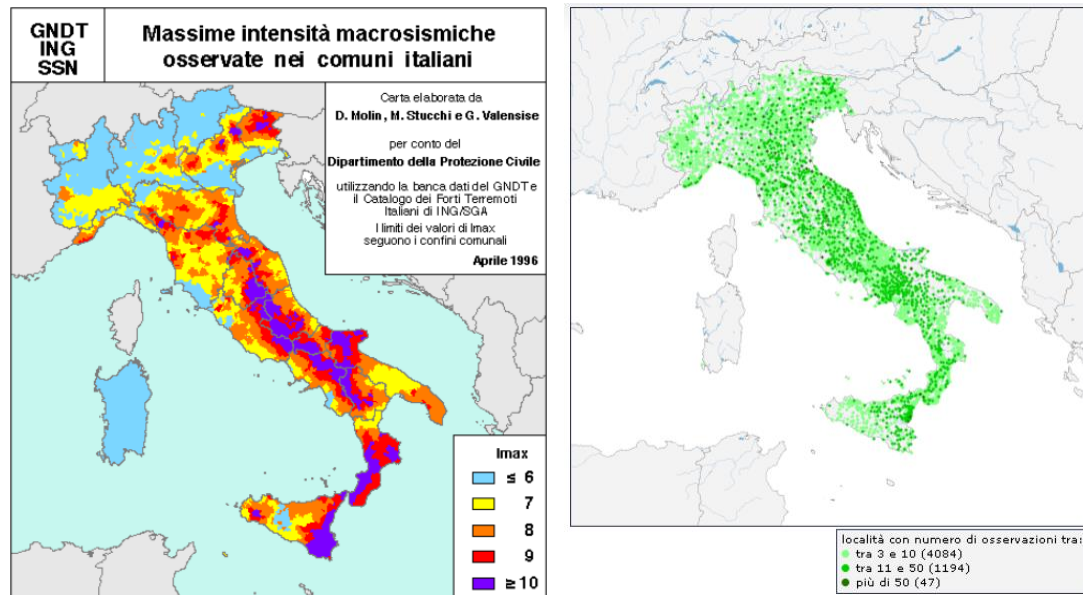 GNDT
ING
SSN
Massime intensità macrosismiche
osservate nei comuni italiani
Carta elaborata da
D. Molin, M. Stucchi e G. Valensise
per conto del
Dipartimento della Protezione Civile
utilizzando la banca dati del GNDT e
il Catalogo dei Forti Terremoti
Italiani di ING/SGA
I limiti dei valori di Imax
seguono i confini comunali
Aprile 1996
Imax
≤ 6
7
8
9
≥ 10
località con numero di osservazioni tra:
tra 3 e 10 (4084)
tra 11 e 50 (1194)
più di 50 (47)